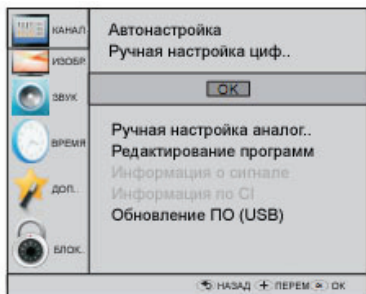 КАНАЛ
ИЗОБР.
ЗВУК
ВРЕМЯ
ДОП..
БЛОК.
Автонастройка
Ручная настройка циф..
OK
Ручная настройка аналог..
Редактирование программ
Информация о сигнале
Информация по CI
Обновление ПО (USB)
НАЗАД ПЕРЕМ ОК